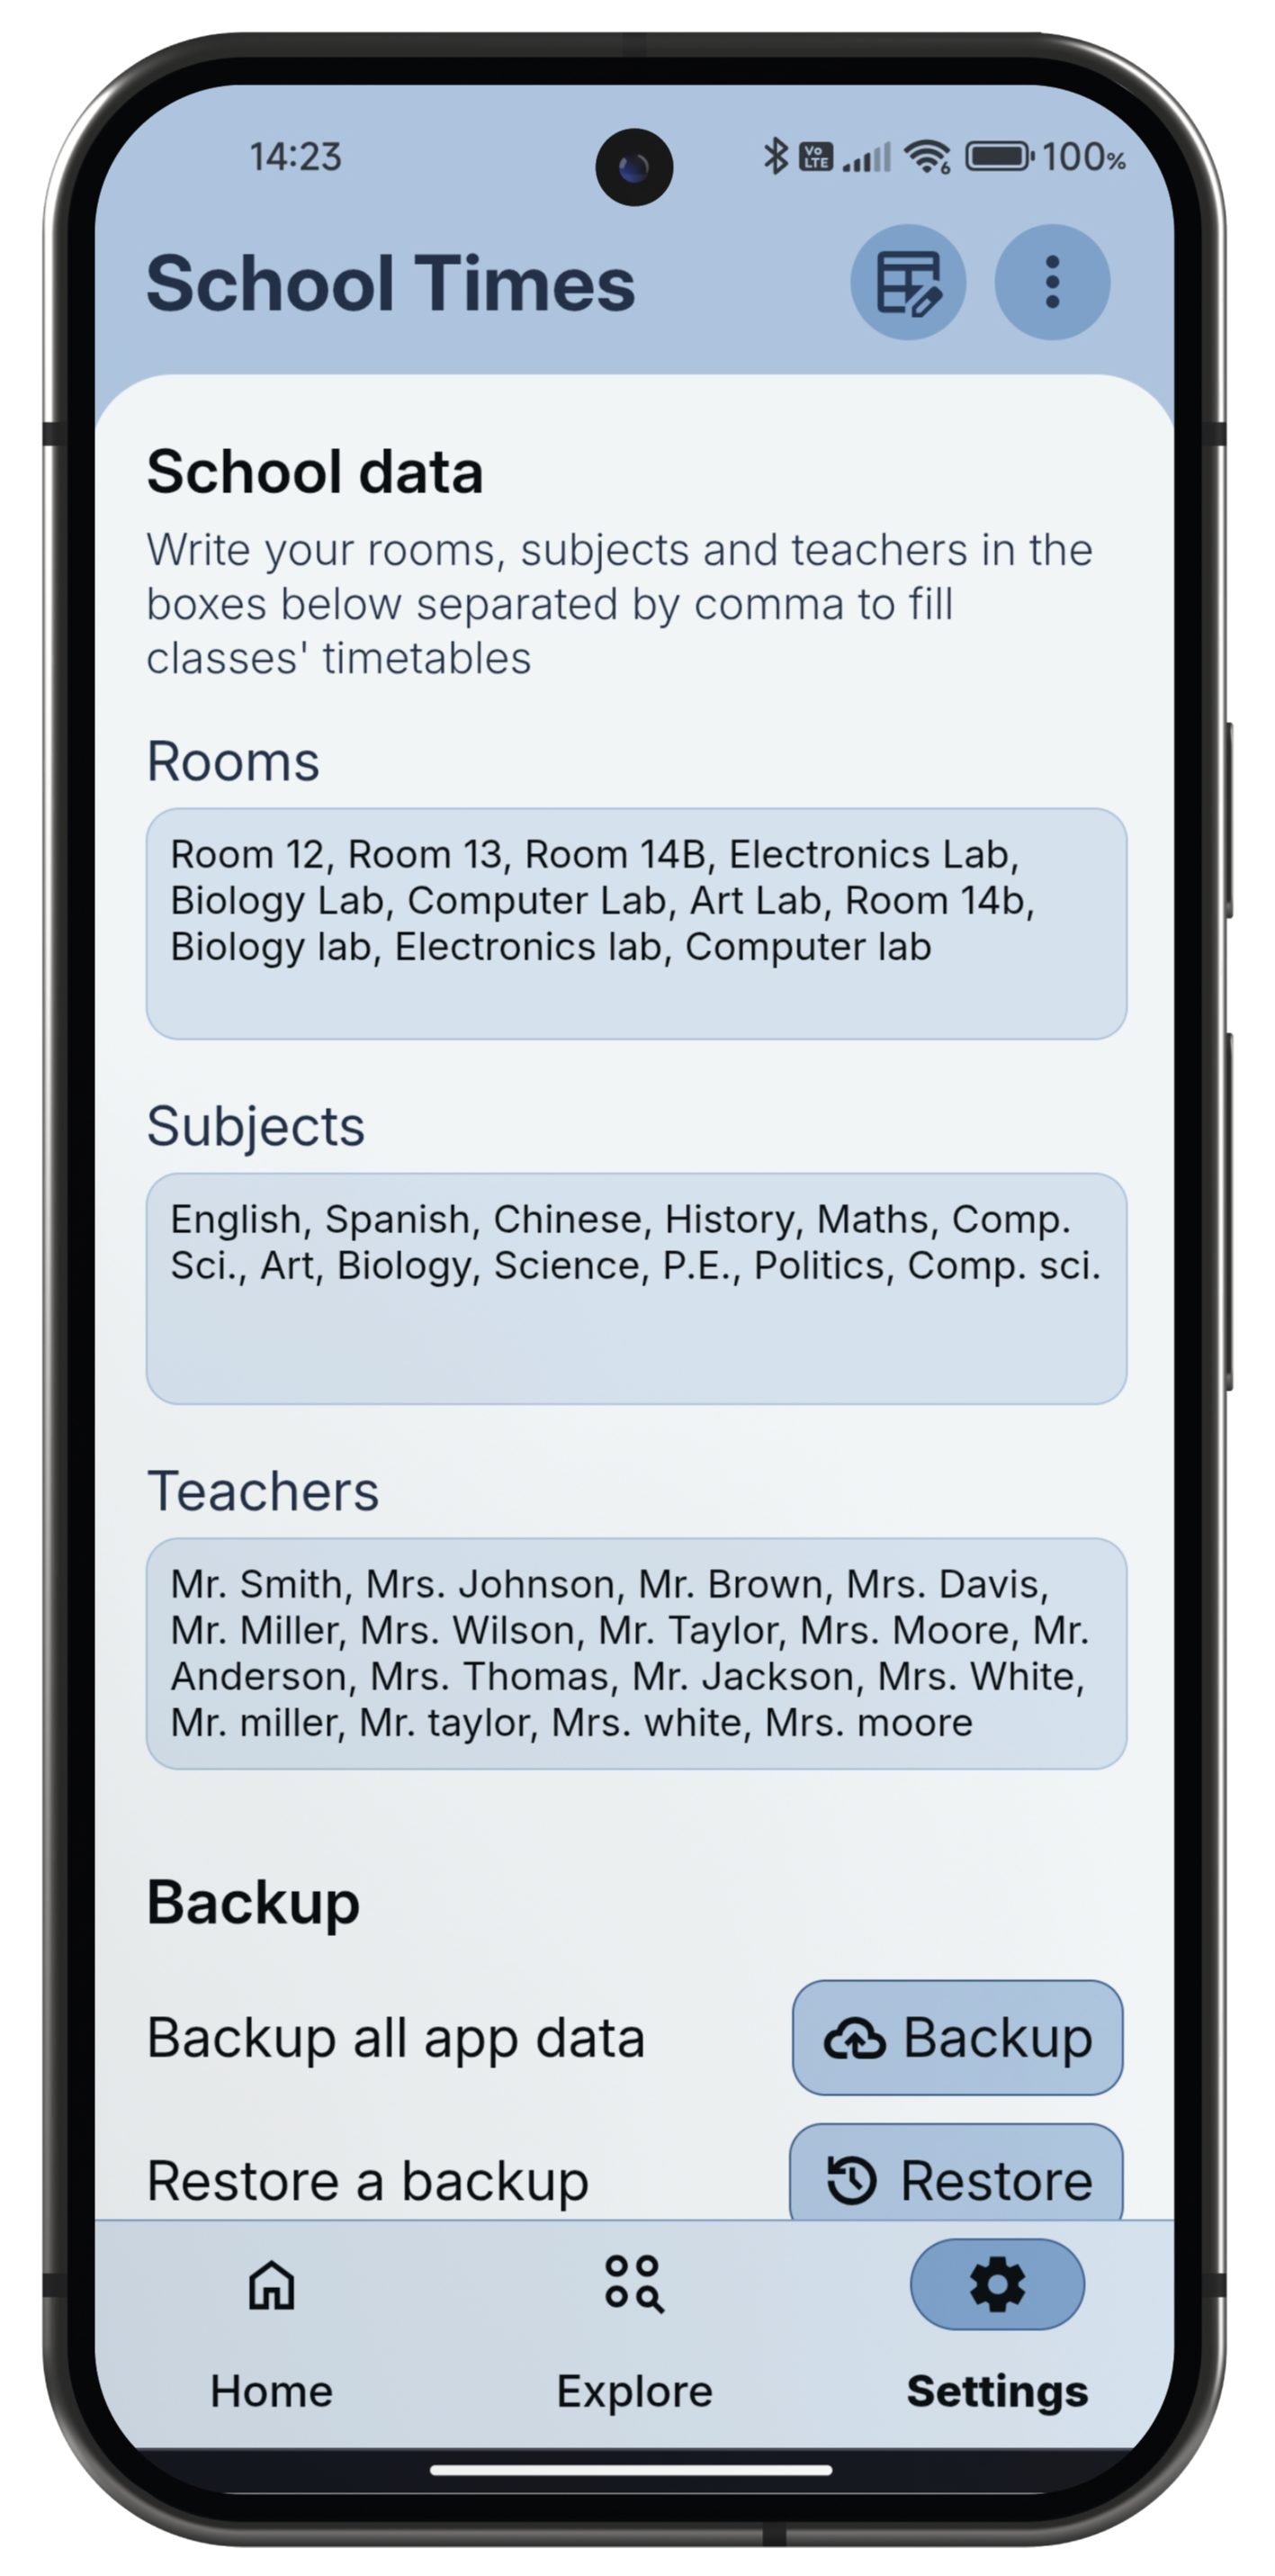 14:23
Vo LTE
6
100%
School Times
School data
Write your rooms, subjects and teachers in the
boxes below separated by comma to fill
classes' timetables
Rooms
Room 12, Room 13, Room 14B, Electronics Lab,
Biology Lab, Computer Lab, Art Lab, Room 14b,
Biology lab, Electronics lab, Computer lab
Subjects
English, Spanish, Chinese, History, Maths, Comp.
Sci., Art, Biology, Science, P.E., Politics, Comp. sci.
Teachers
Mr. Smith, Mrs. Johnson, Mr. Brown, Mrs. Davis,
Mr. Miller, Mrs. Wilson, Mr. Taylor, Mrs. Moore, Mr.
Anderson, Mrs. Thomas, Mr. Jackson, Mrs. White,
Mr. miller, Mr. taylor, Mrs. white, Mrs. moore
Backup
Backup all app data
Backup
Restore a backup
Restore
Home
Explore
Settings